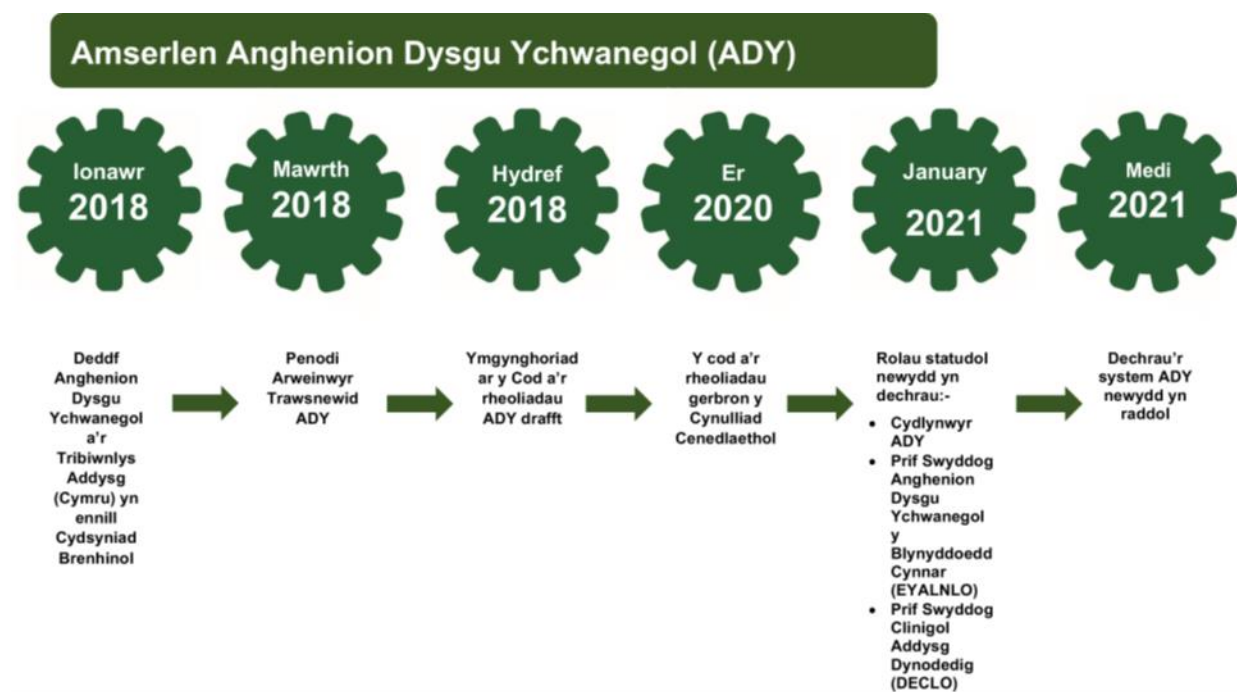 Amserlen Anghenion Dysgu Ychwanegol (ADY)
Ionawr
2018
Mawrth
2018
Hydref
2018
Er
2020
January
2021
Medi
2021
Deddf
Anghenion
Dysgu
Ychwanegol
a'r
Tribiwnlys
Addysg
(Cymru) yn
ennill
Cydsyniad
Brenhinol
Penodi
Arweinwyr
Trawsnewid
ADY
Ymgynghoriad
ar y Cod a'r
rheoliadau
ADY drafft
Y cod a'r
rheoliadau
gerbron y
Cynulliad
Cenedlaethol
Rolau statudol
newydd yn
dechrau:-
• Cydlynwyr
ADY
• Prif Swyddog
Anghenion
Dysgu
Ychwanegol
y
Blynyddoedd
Cynnar
(EYALNLO)
• Prif Swyddog
Clinigol
Addysg
Dynodedig
(DECLO)
Dechrau'r
system ADY
newydd yn
raddol